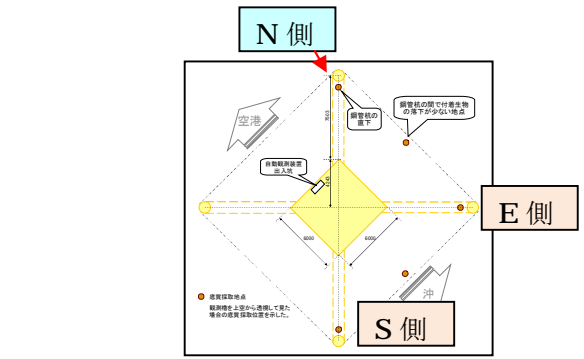 N 側
鋼管杭の間で付着生物
の落下が少ない地点
空港
鋼管杭の
直下
自動観測装置
出入坑
E 側
6000
6000
底質採取地点
観測櫓を上空から透視して見た
場合の底質採取位置を示した。
沖
S 側